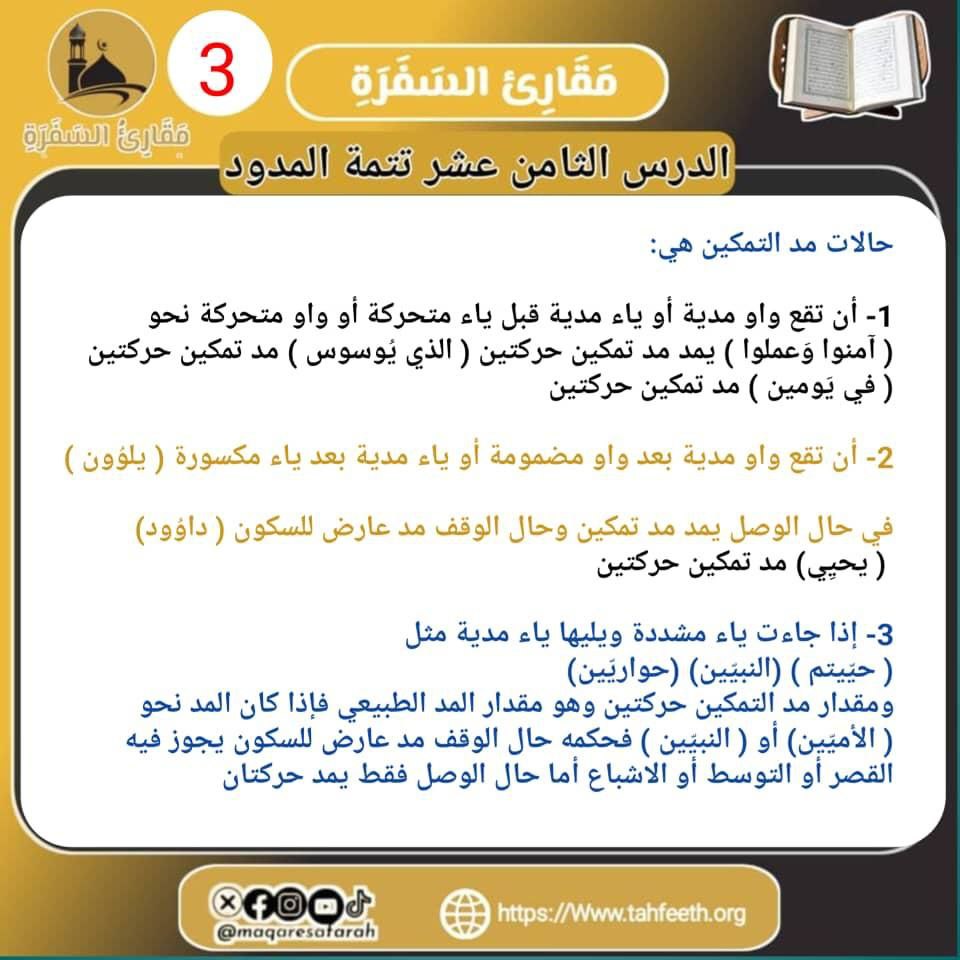 3
مَقَارِئ السَفَرَةِ
مَقَارِئُ السَفَرَةِ
الدرس الثامن عشر تتمة المدود
حالات مد التمكين هي:
1- أن تقع واو مدية أو ياء مدية قبل ياء متحركة أو واو متحركة نحو
( آمنوا وَعملوا ) يمد مد تمكين حركتين ( الذي يُوسوس ) مد تمكين حركتين
( في يَومين ) مد تمكين حركتين
2- أن تقع واو مدية بعد واو مضمومة أو ياء مدية بعد ياء مكسورة ( يلوُون )
في حال الوصل يمد مد تمكين وحال الوقف مد عارض للسكون ( داوُود)
( يحيِي) مد تمكين حركتين
3- إذا جاءت ياء مشددة ويليها ياء مدية مثل
( حيّيتم ) (النبيّين) (حواريّين)
ومقدار مد التمكين حركتين وهو مقدار المد الطبيعي فإذا كان المد نحو
( الأميّين) أو ( النبيّين ) فحكمه حال الوقف مد عارض للسكون يجوز فيه
القصر أو التوسط أو الاشباع أما حال الوصل فقط يمد حركتان
@maqaresafarah
https://Www.tahfeeth.org